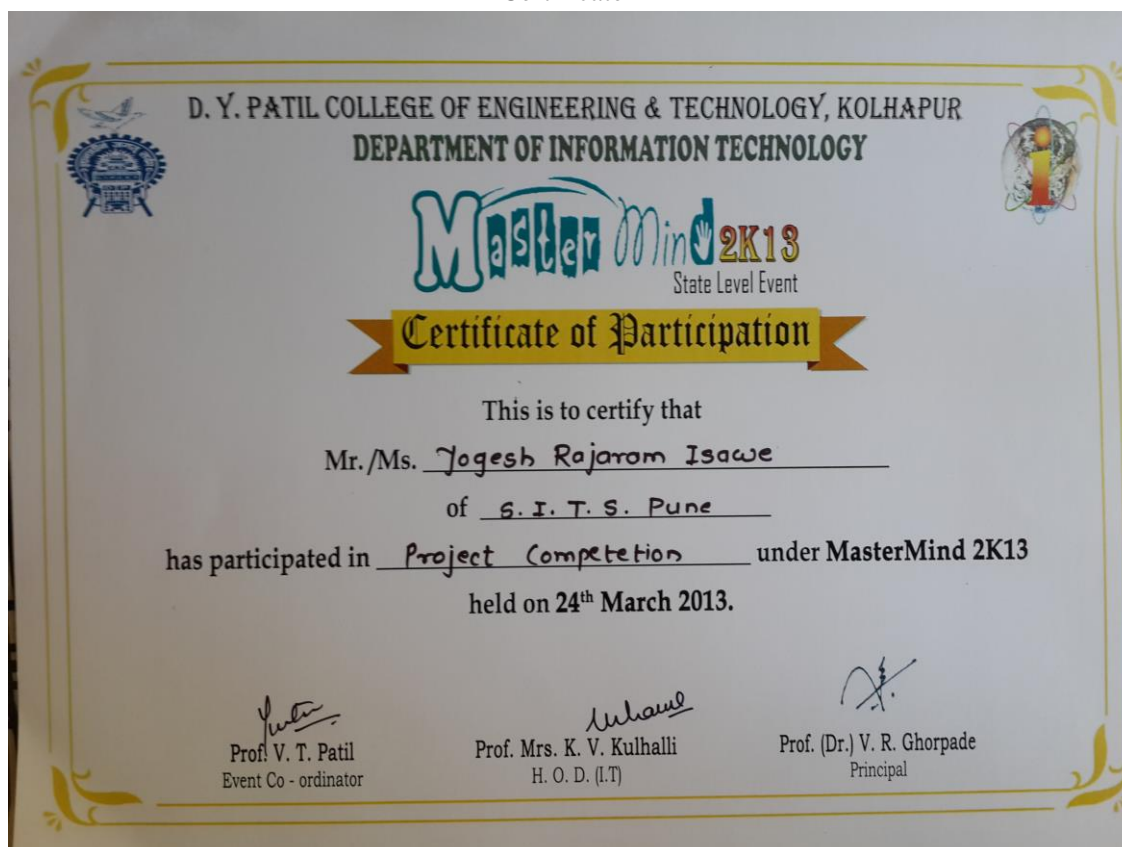 D. Y. PATIL COLLEGE OF ENGINEERING & TECHNOLOGY, KOLHAPUR
DEPARTMENT OF INFORMATION TECHNOLOGY
Master Mind 2K13
State Level Event
Certificate of Participation
This is to certify that
Mr./Ms. Yogesh Rajaram Isawe
of S. I. T. S. Pune
has participated in Project Competetion under MasterMind 2K13
held on 24th March 2013.
Prof. V. T. Patil Prof. Mrs. K. V. Kulhalli Prof. (Dr.) V. R. Ghorpade
Event Co - ordinator H. O. D. (I.T) Principal